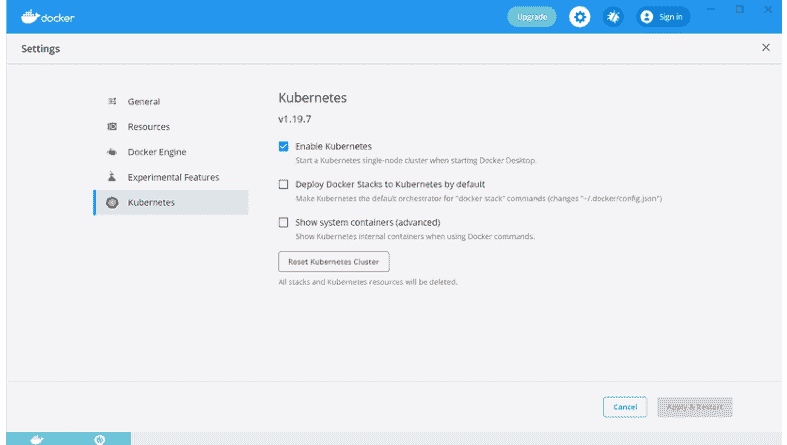 docker
Upgrade
Sign in
Settings
General
Resources
Docker Engine
Experimental Features
Kubernetes
Kubernetes
v1.19.7
Enable Kubernetes
Start a Kubernetes single-node cluster when starting Docker Desktop.
Deploy Docker Stacks to Kubernetes by default
Make Kubernetes the default orchestrator for "docker stack" commands (changes "~/.docker/config.json")
Show system containers (advanced)
Show Kubernetes internal containers when using Docker commands.
Reset Kubernetes Cluster
All stacks and Kubernetes resources will be deleted.
Cancel
Apply & Restart